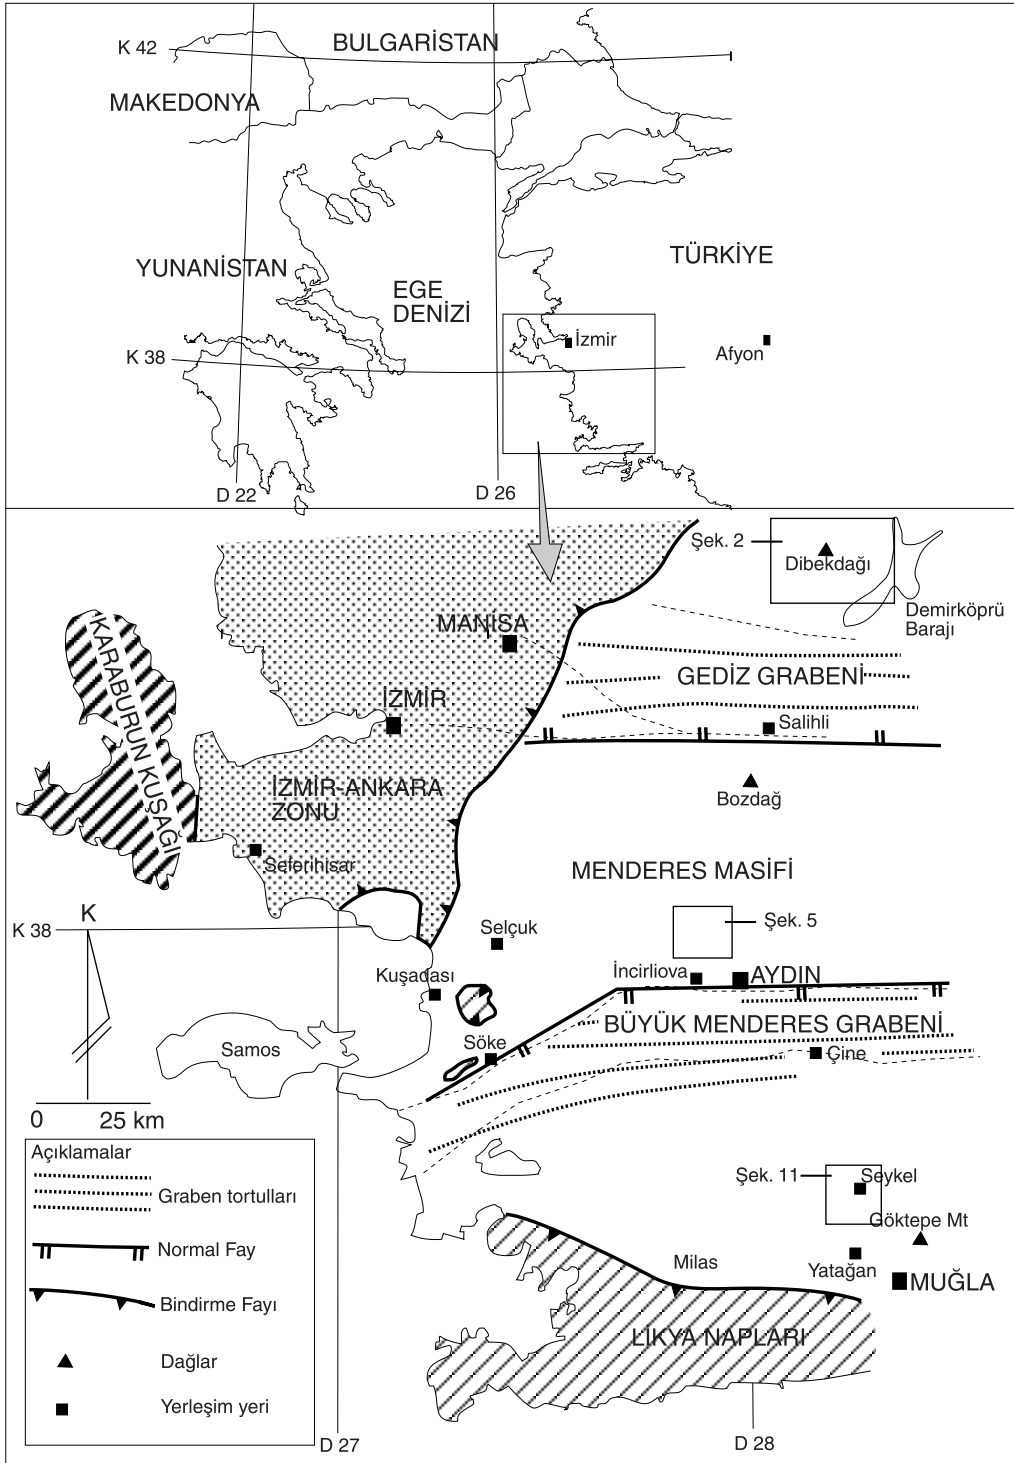 K 42
BULGARİSTAN
MAKEDONYA
YUNANİSTAN
TÜRKİYE
EGE
DENİZİ
İzmir
Afyon
K 38
D 22
D 26
Şek. 2
Dibekdağı
Demirköprü
Barajı
MANİSA
KARABURUN KUŞAĞI
GEDİZ GRABENİ
İZMİR
Salihli
İZMİR-ANKARA
ZONU
Bozdağ
Seferihisar
MENDERES MASİFİ
K
K 38
Selçuk
Şek. 5
Kuşadası
İncirliova
AYDIN
BÜYÜK MENDERES GRABENİ
Söke
Samos
Çine
0 25 km
Açıklamalar
Graben tortulları
Normal Fay
Bindirme Fayı
Dağlar
Yerleşim yeri
Şek. 11
Seykel
Göktepe Mt
Milas
Yatağan
MUĞLA
LİKYA NAPLARI
D 27
D 28